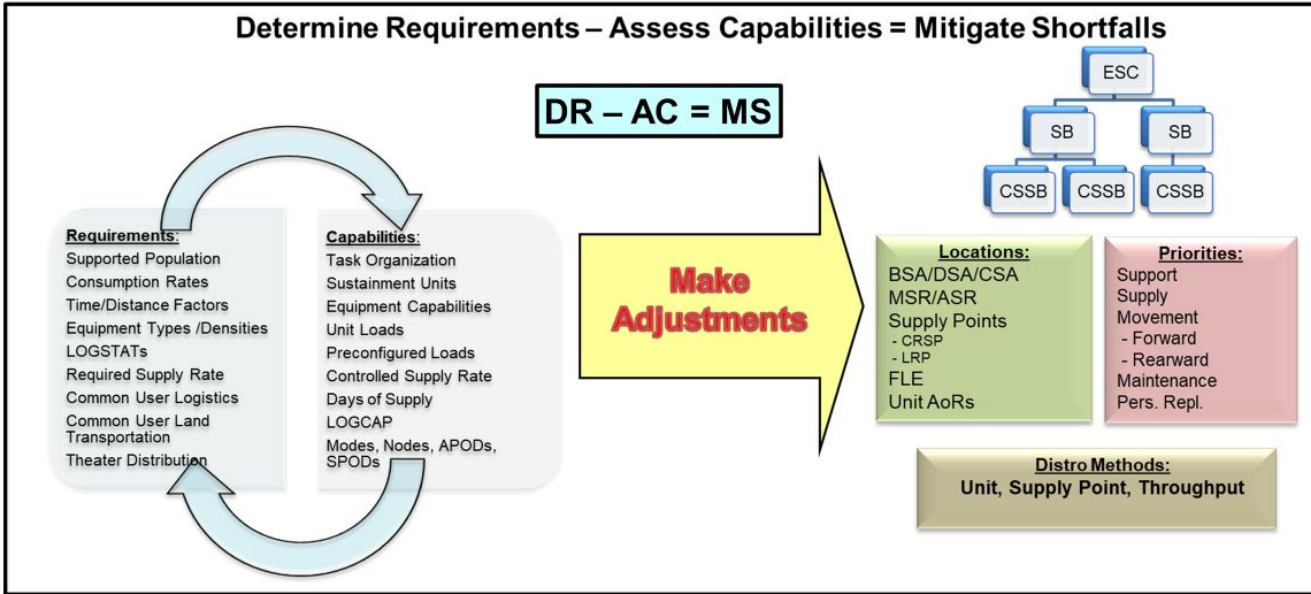 Determine Requirements – Assess Capabilities = Mitigate Shortfalls
DR – AC = MS
ESC
SB
SB
CSSB
CSSB
CSSB
Requirements:
Supported Population
Consumption Rates
Time/Distance Factors
Equipment Types /Densities
LOGSTATs
Required Supply Rate
Common User Logistics
Common User Land
Transportation
Theater Distribution
Capabilities:
Task Organization
Sustainment Units
Equipment Capabilities
Unit Loads
Preconfigured Loads
Controlled Supply Rate
Days of Supply
LOGCAP
Modes, Nodes, APODs,
SPODs
Make
Adjustments
Locations:
BSA/DSA/CSA
MSR/ASR
Supply Points
- CRSP
- LRP
FLE
Unit AoRs
Priorities:
Support
Supply
Movement
- Forward
- Rearward
Maintenance
Pers. Repl.
Distro Methods:
Unit, Supply Point, Throughput